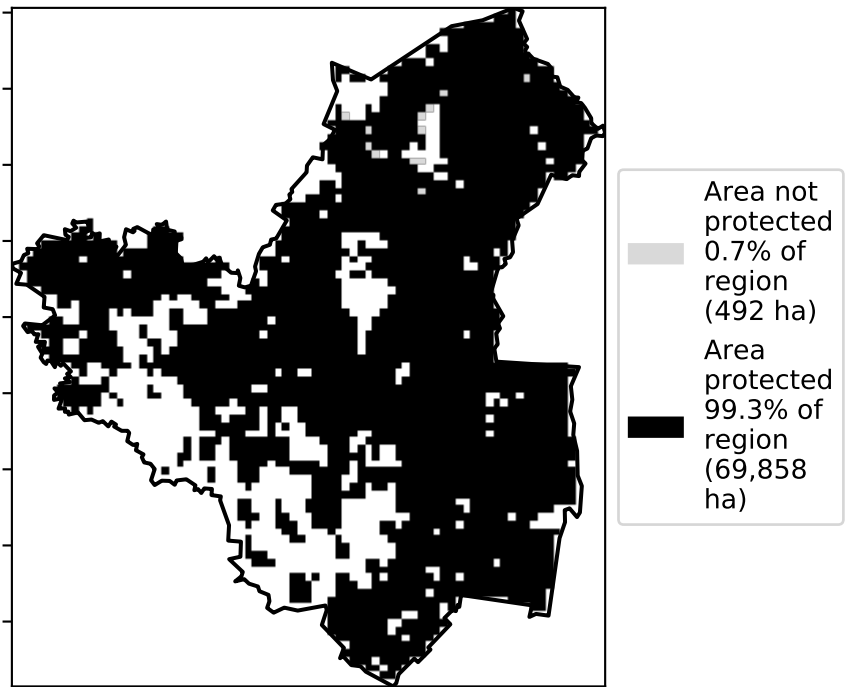 Area not
protected
0.7% of
region
(492 ha)
Area
protected
99.3% of
region
(69,858
ha)